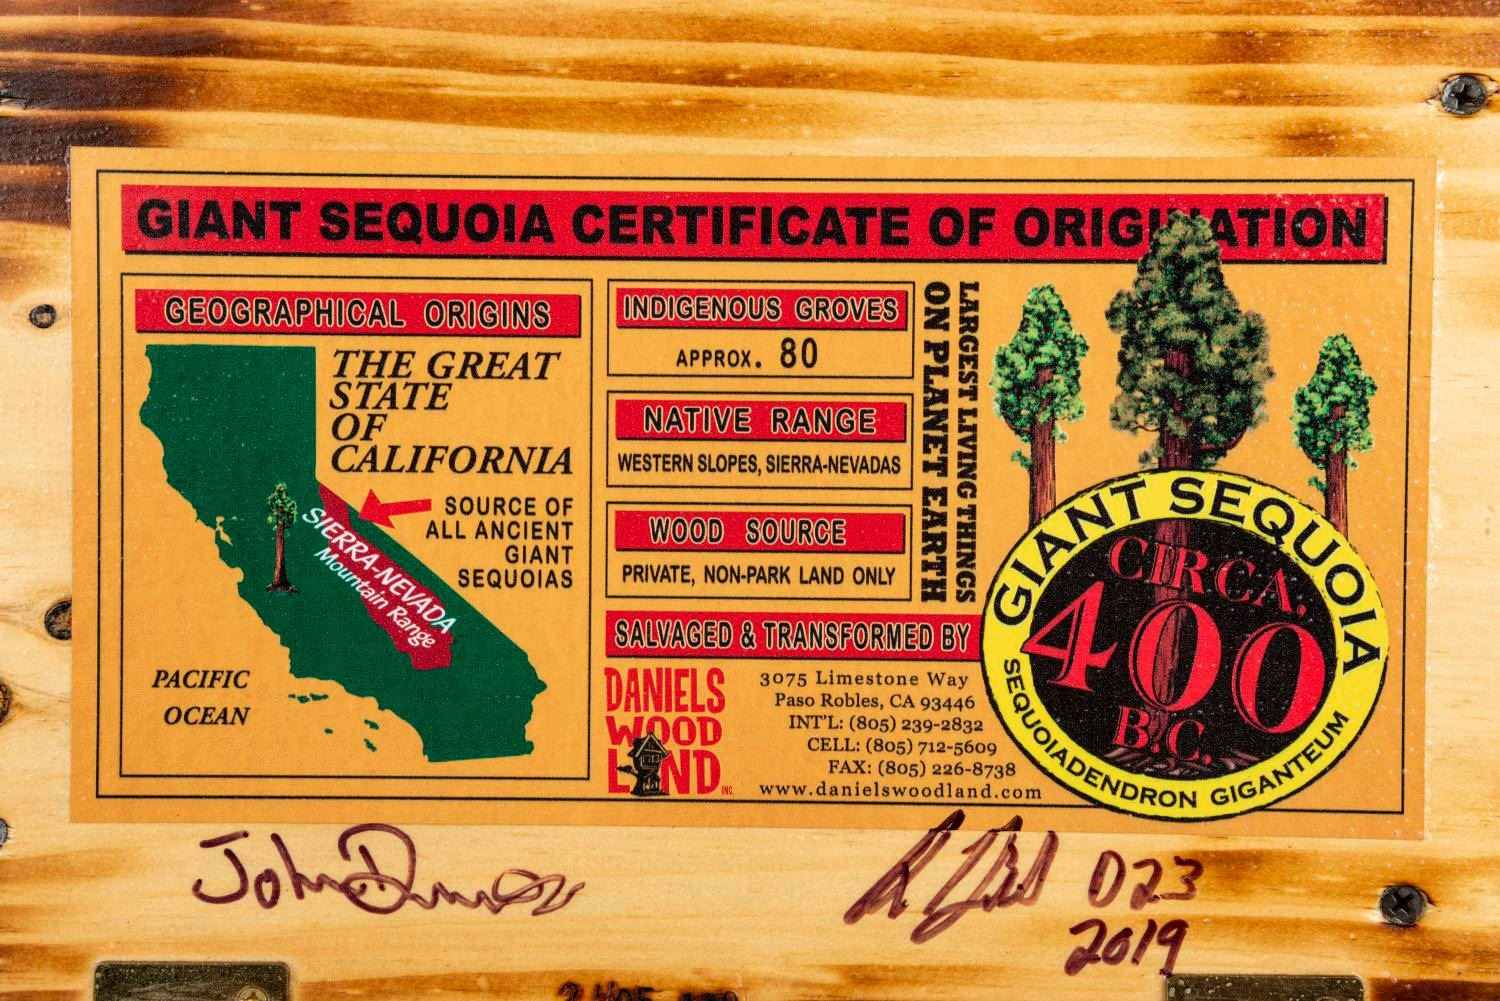 GIANT SEQUOIA CERTIFICATE OF ORIGINATION
GEOGRAPHICAL ORIGINS
THE GREAT
STATE
OF
CALIFORNIA
SOURCE OF
ALL ANCIENT
GIANT
SEQUOIAS
SIERRA-NEVADA
Mountain Range
PACIFIC
OCEAN
INDIGENOUS GROVES
APPROX. 80
NATIVE RANGE
WESTERN SLOPES, SIERRA-NEVADAS
WOOD SOURCE
PRIVATE, NON-PARK LAND ONLY
LARGEST LIVING THINGS
ON PLANET EARTH
SALVAGED & TRANSFORMED BY
DANIELS
WOOD
LAND INC.
3075 Limestone Way
Paso Robles, CA 93446
INT'L: (805) 239-2832
CELL: (805) 712-5609
FAX: (805) 226-8738
www.danielswoodland.com
GIANT SEQUOIA
CIRCA.
400
B.C.
SEQUOIADENDRON GIGANTEUM
John
D23
2019